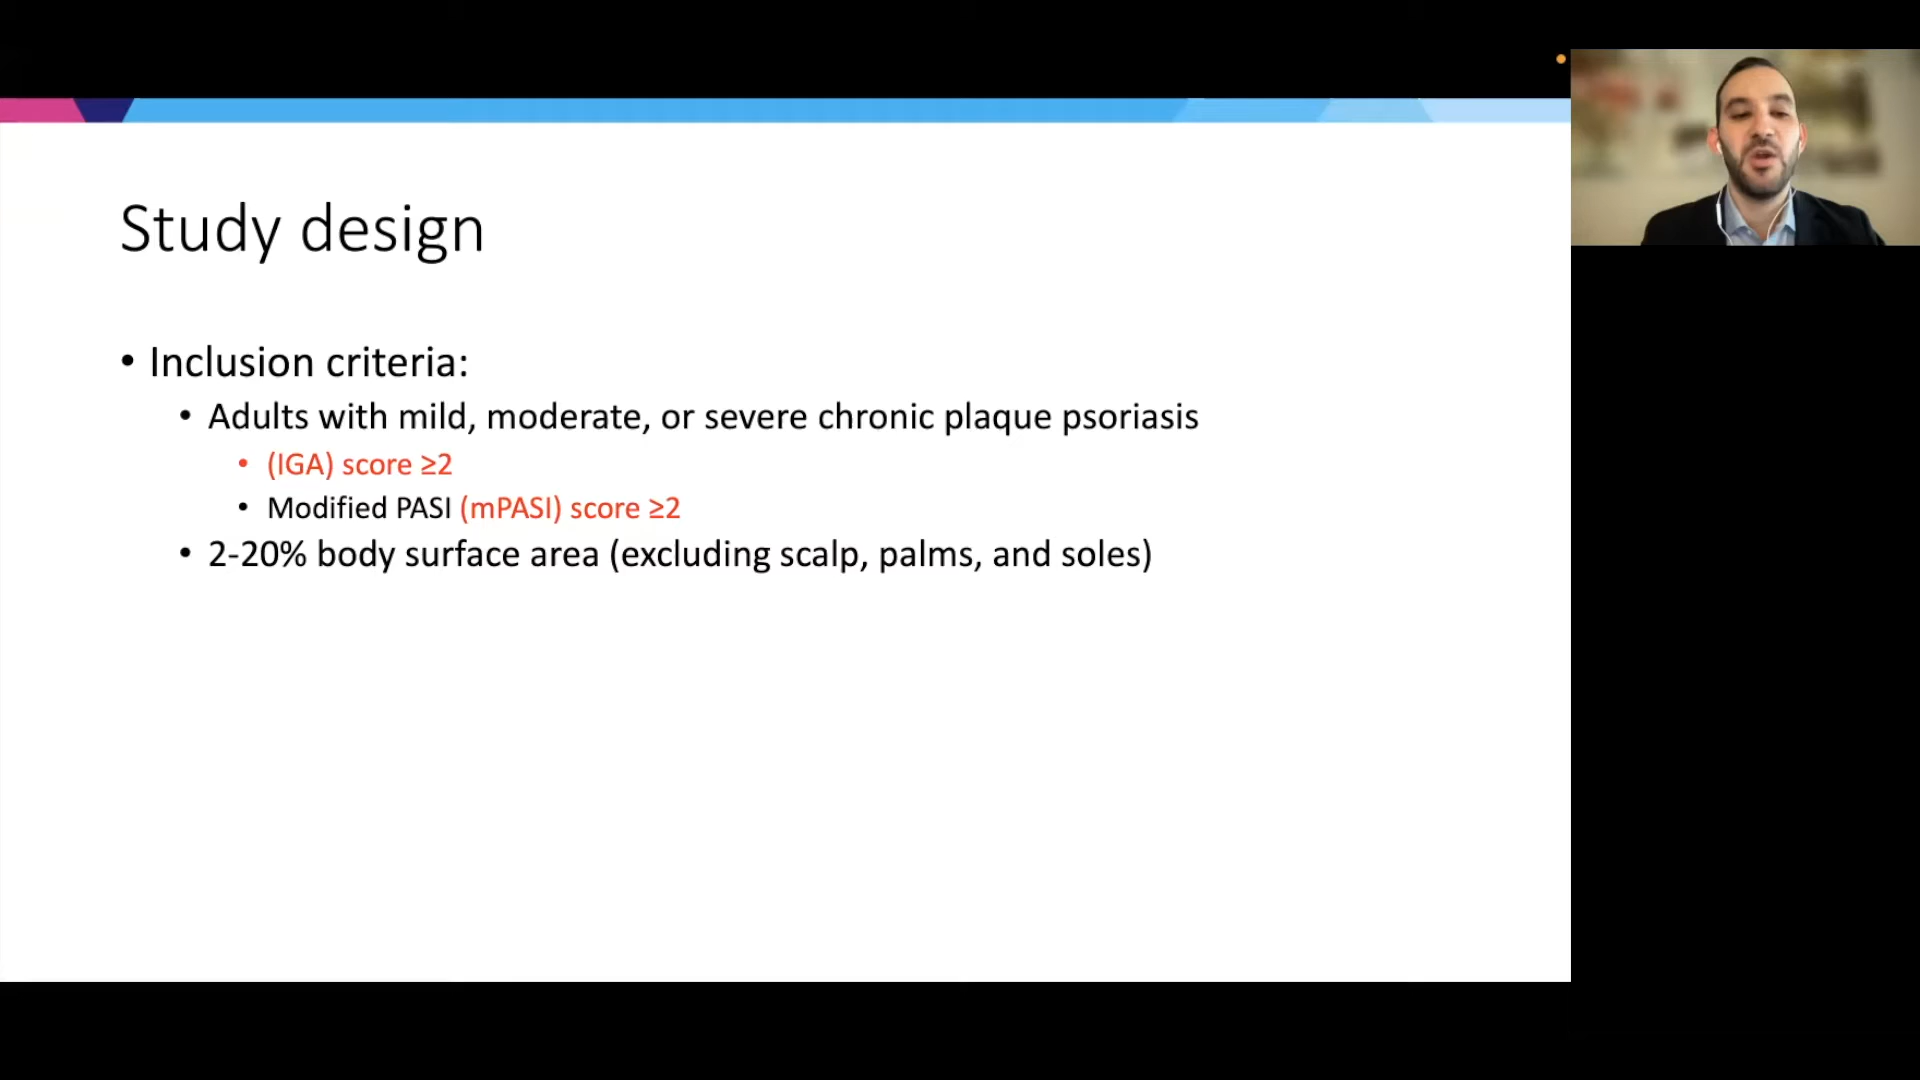 Study design
• Inclusion criteria:
• Adults with mild, moderate, or severe chronic plaque psoriasis
• (IGA) score ≥2
• Modified PASI (mPASI) score ≥2
• 2-20% body surface area (excluding scalp, palms, and soles)